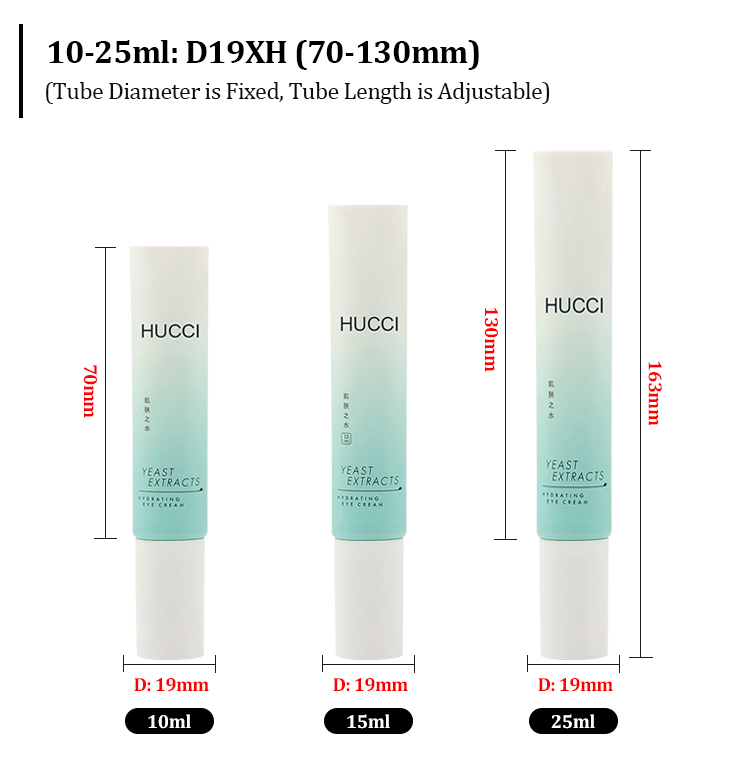 10-25ml: D19XH (70-130mm)
(Tube Diameter is Fixed, Tube Length is Adjustable)
70mm
HUCCI
肌肤之水
YEAST
EXTRACTS
HYDRATING
EYE CREAM
D: 19mm
10ml
HUCCI
肌肤之水
YEAST
EXTRACTS
HYDRATING
EYE CREAM
D: 19mm
15ml
130mm
HUCCI
肌肤之水
YEAST
EXTRACTS
HYDRATING
EYE CREAM
163mm
D: 19mm
25ml